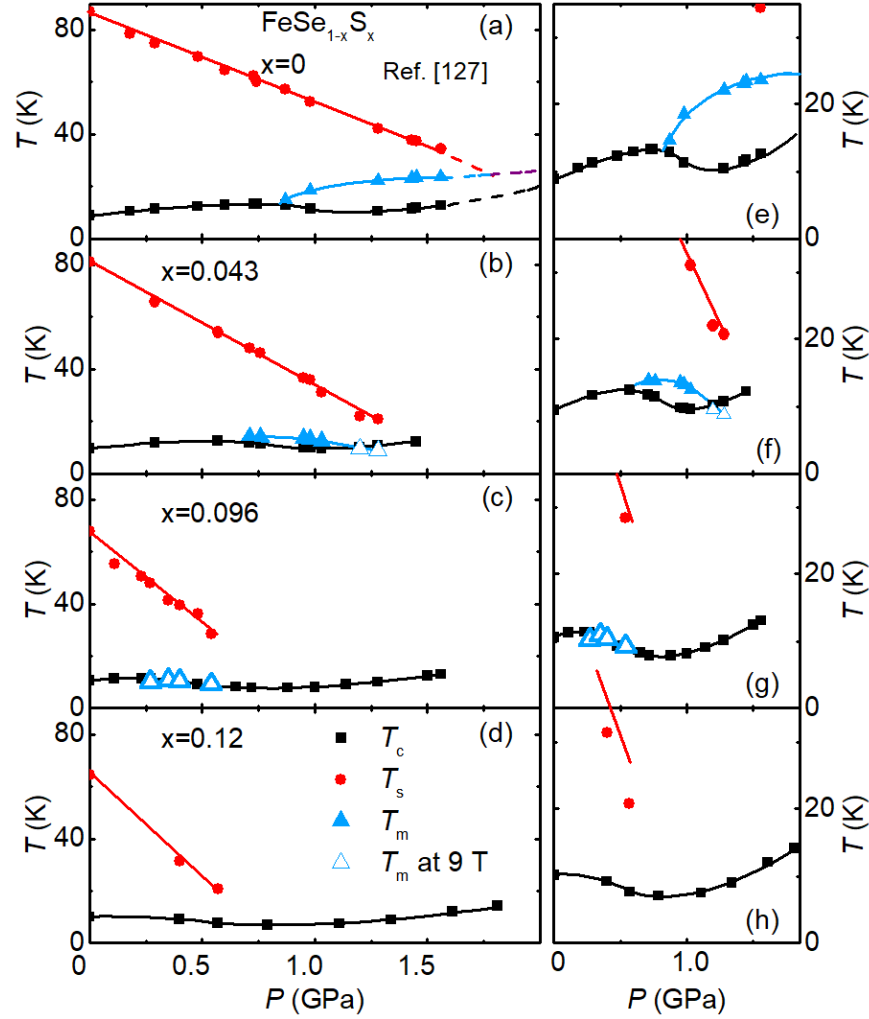 FeSe1-xSx
x=0
Ref. [127]
(a)
T (K)
80
40
0
x=0.043
(b)
T (K)
80
40
0
x=0.096
(c)
T (K)
80
40
0
x=0.12
(d)
T (K)
80
40
0
Tc
Ts
Tm
Tm at 9 T
0.0
0.5
1.0
1.5
P (GPa)
(e)
20
0
T (K)
(f)
20
0
T (K)
(g)
20
0
T (K)
(h)
20
0
T (K)
0
1.0
P (GPa)